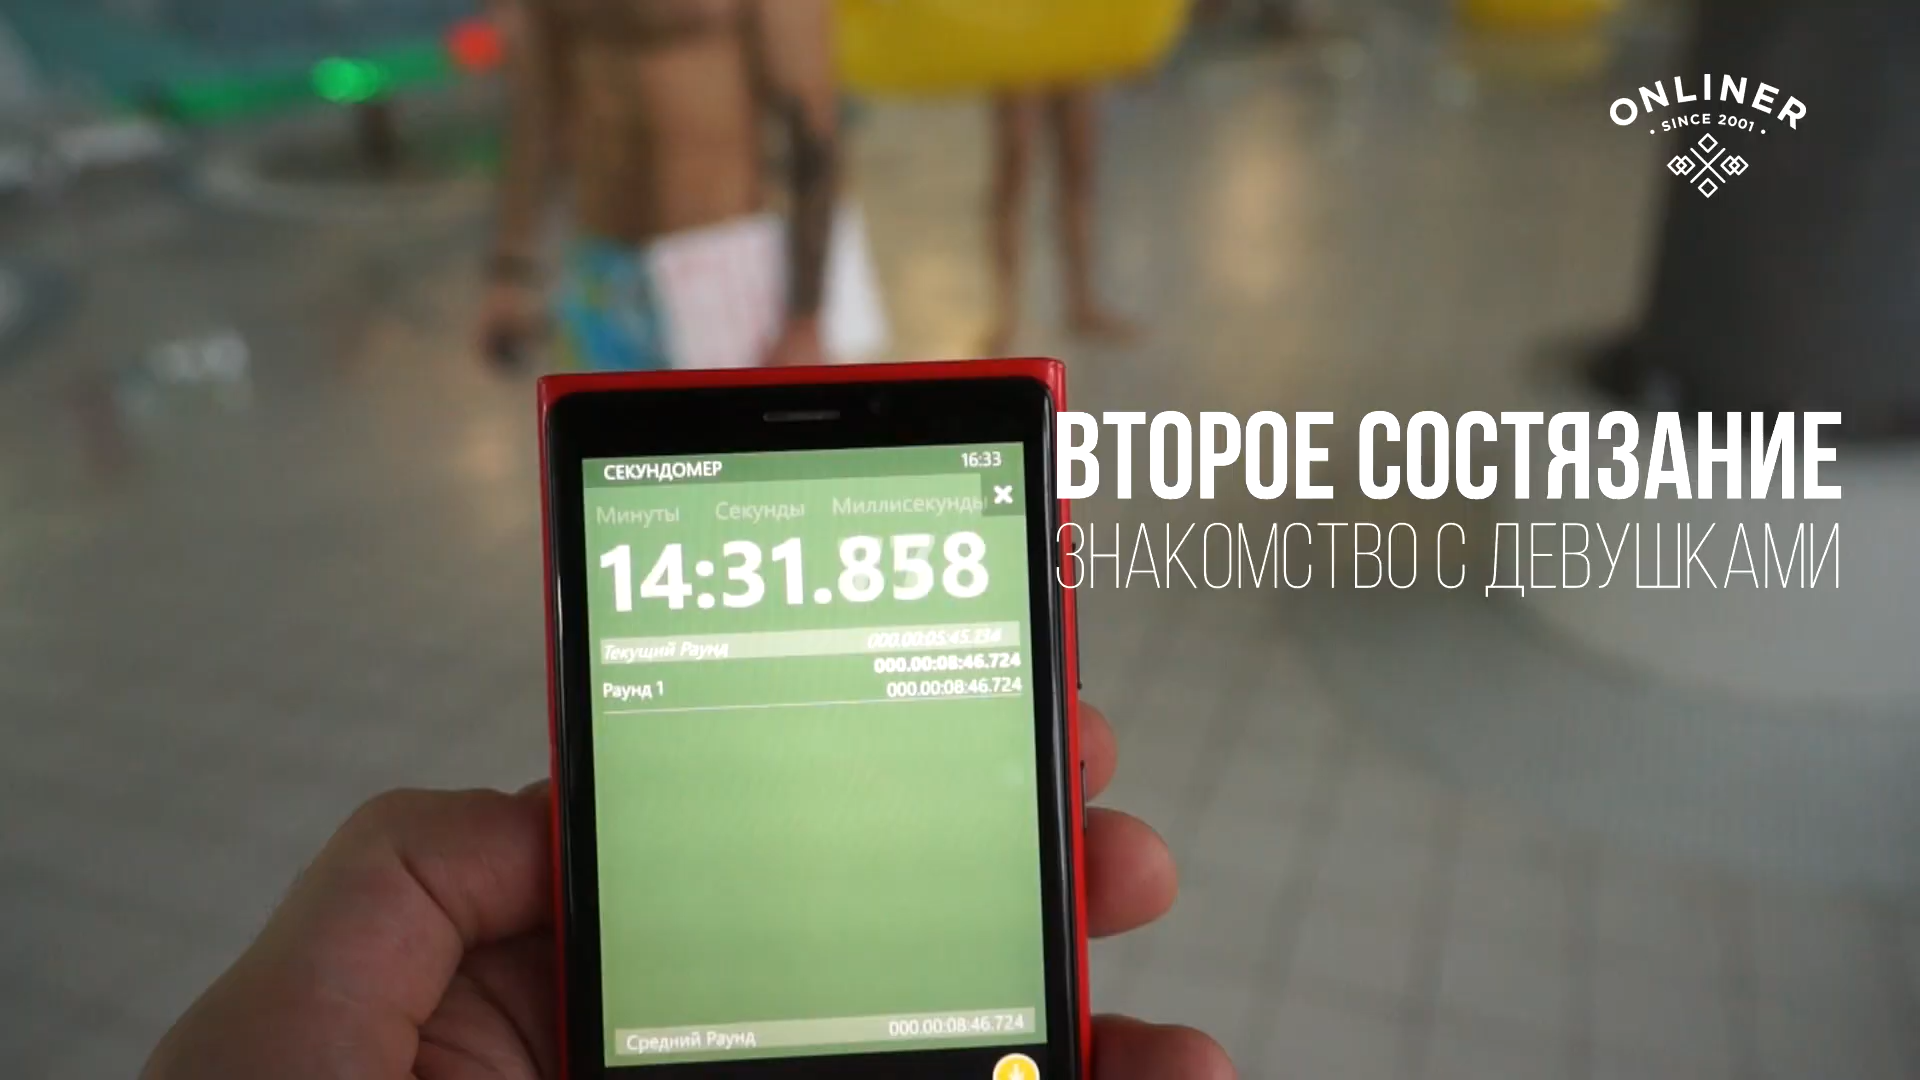 ONLINER
• SINCE 2001 •
ВТОРОЕ СОСТЯЗАНИЕ
ЗНАКОМСТВО С ДЕВУШКАМИ
СЕКУНДОМЕР 16:33
Минуты Секунды Миллисекунды
14:31.858
Текущий Раунд
000.00:08:46.724
Раунд 1 000.00:08:46.724
Средний Раунд 000.00:08:46.724